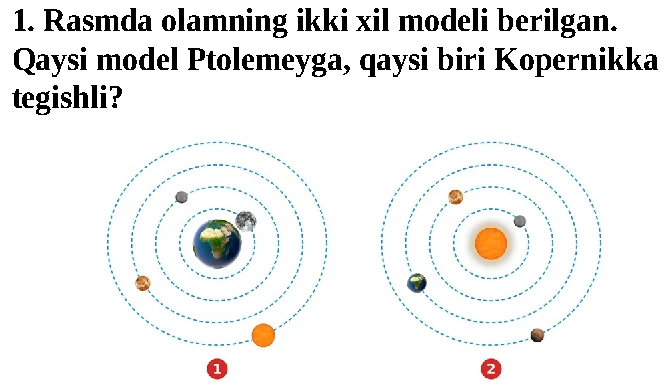 1. Rasmda olamning ikki xil modeli berilgan.
Qaysi model Ptolemeyga, qaysi biri Kopernikka
tegishli?
1
2